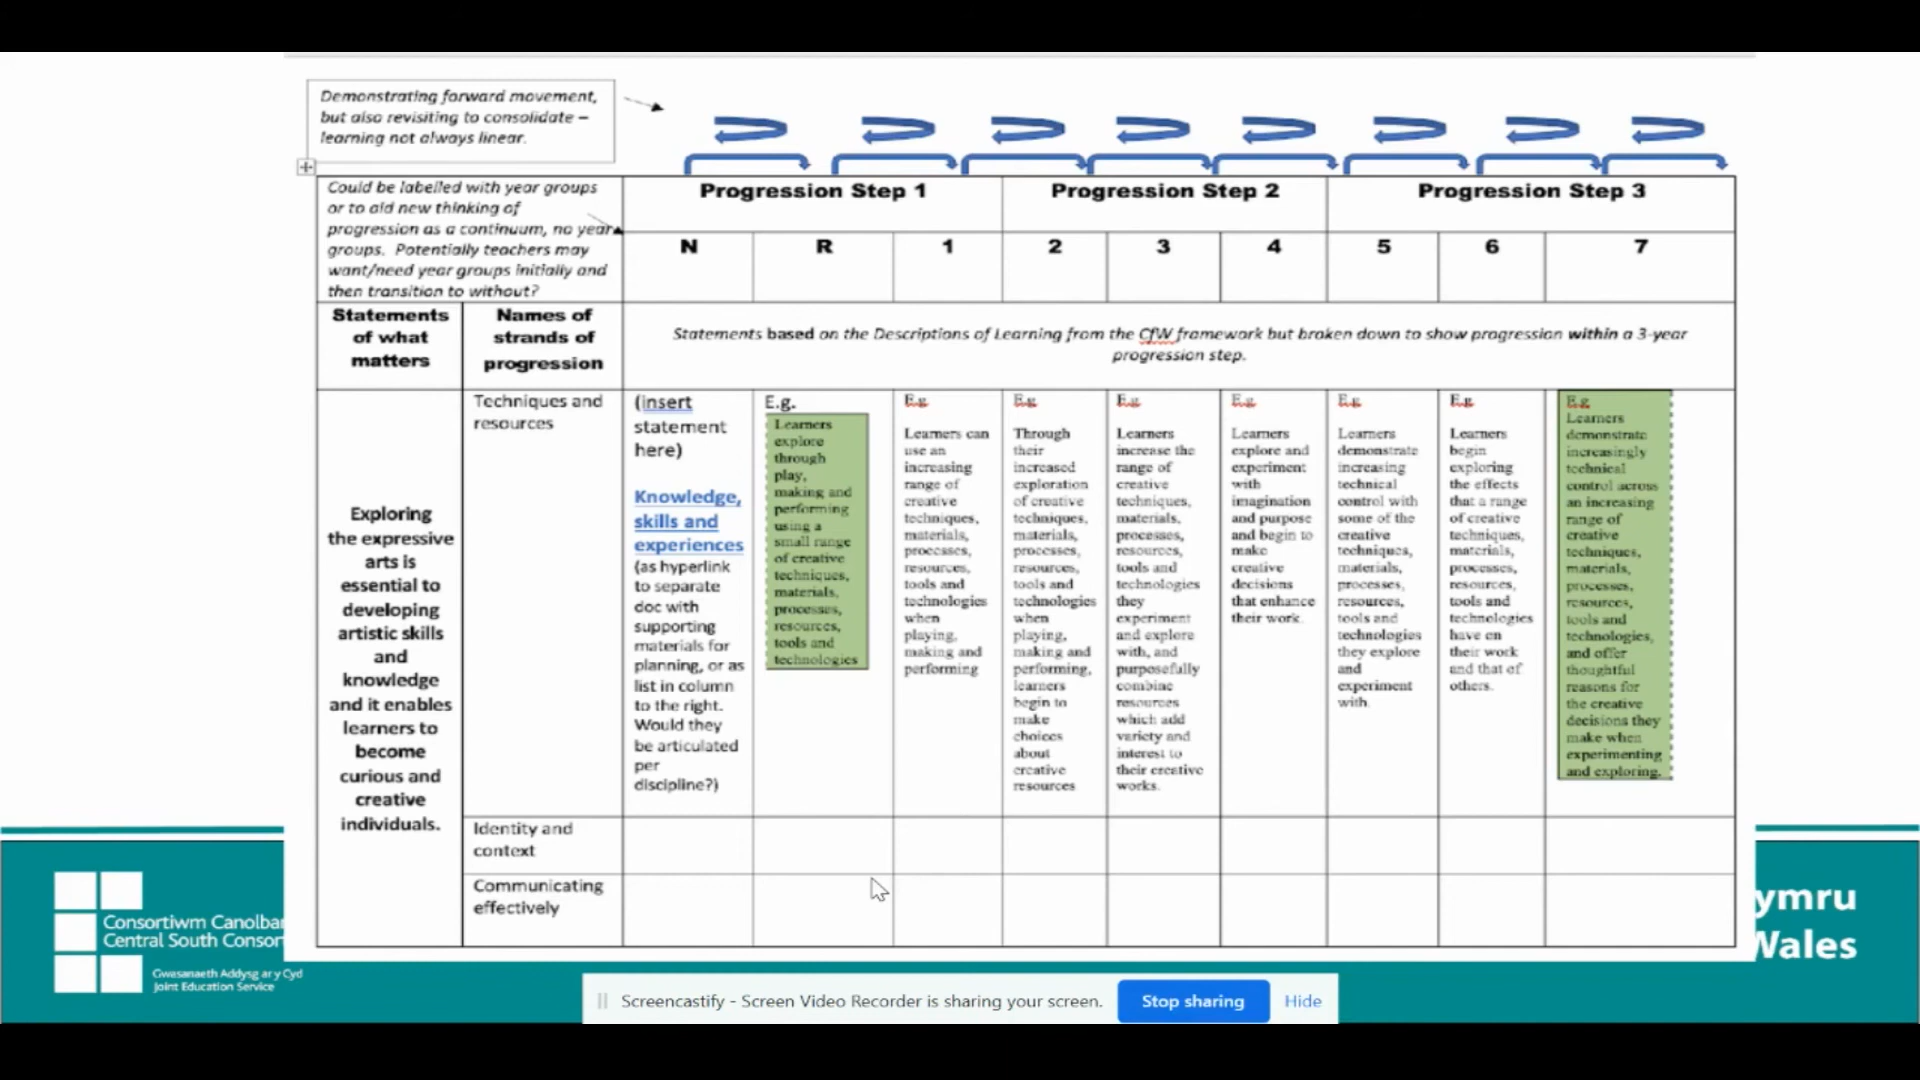 Demonstrating forward movement,
but also revisiting to consolidate –
learning not always linear.
Could be labelled with year groups
or to aid new thinking of
progression as a continuum, no year
groups. Potentially teachers may
want/need year groups initially and
then transition to without?
Progression Step 1
Progression Step 2
Progression Step 3
N
R
1
2
3
4
5
6
7
Statements
of what
matters
Names of
strands of
progression
Statements based on the Descriptions of Learning from the CfW framework but broken down to show progression within a 3-year
progression step.
Exploring
the expressive
arts is
essential to
developing
artistic skills
and
knowledge
and it enables
learners to
become
curious and
creative
individuals.
Techniques and
resources
(insert
statement
here)
Knowledge,
skills and
experiences
(as hyperlink
to separate
doc with
supporting
materials for
planning, or as
list in column
to the right.
Would they
be articulated
per
discipline?)
E.g.
Learners
explore
through
play,
making and
performing
using a
small range
of creative
techniques,
materials,
processes,
resources,
tools and
technologies
E.g
Learners can
use an
increasing
range of
creative
techniques,
materials,
processes,
resources,
tools and
technologies
when
playing,
making and
performing
E.g
Through
their
increased
exploration
of creative
techniques,
materials,
processes,
resources,
tools and
technologies
when
playing,
making and
performing,
learners
begin to
make
choices
about
creative
resources
E.g
Learners
increase the
range of
creative
techniques,
materials,
processes,
resources,
tools and
technologies
they
experiment
and explore
with, and
purposefully
combine
resources
which add
variety and
interest to
their creative
works.
E.g
Learners
explore and
experiment
with
imagination
and purpose
and begin to
make
creative
decisions
that enhance
their work.
E.g
Learners
demonstrate
increasing
technical
control with
some of the
creative
techniques,
materials,
processes,
resources,
tools and
technologies
they explore
and
experiment
with.
E.g
Learners
begin
exploring
the effects
that a range
of creative
techniques,
materials,
processes,
resources,
tools and
technologies
have on
their work
and that of
others.
E.g
Learners
demonstrate
increasingly
technical
control across
an increasing
range of
creative
techniques,
materials,
processes,
resources,
tools and
technologies,
and offer
thoughtful
reasons for
the creative
decisions they
make when
experimenting
and exploring.
Identity and
context
Communicating
effectively
Consortiwm Canolba
Central South Consor
Gwasanaeth Addysg ar y Cyd
Joint Education Service
ymru
Wales
Screencastify - Screen Video Recorder is sharing your screen.
Stop sharing
Hide